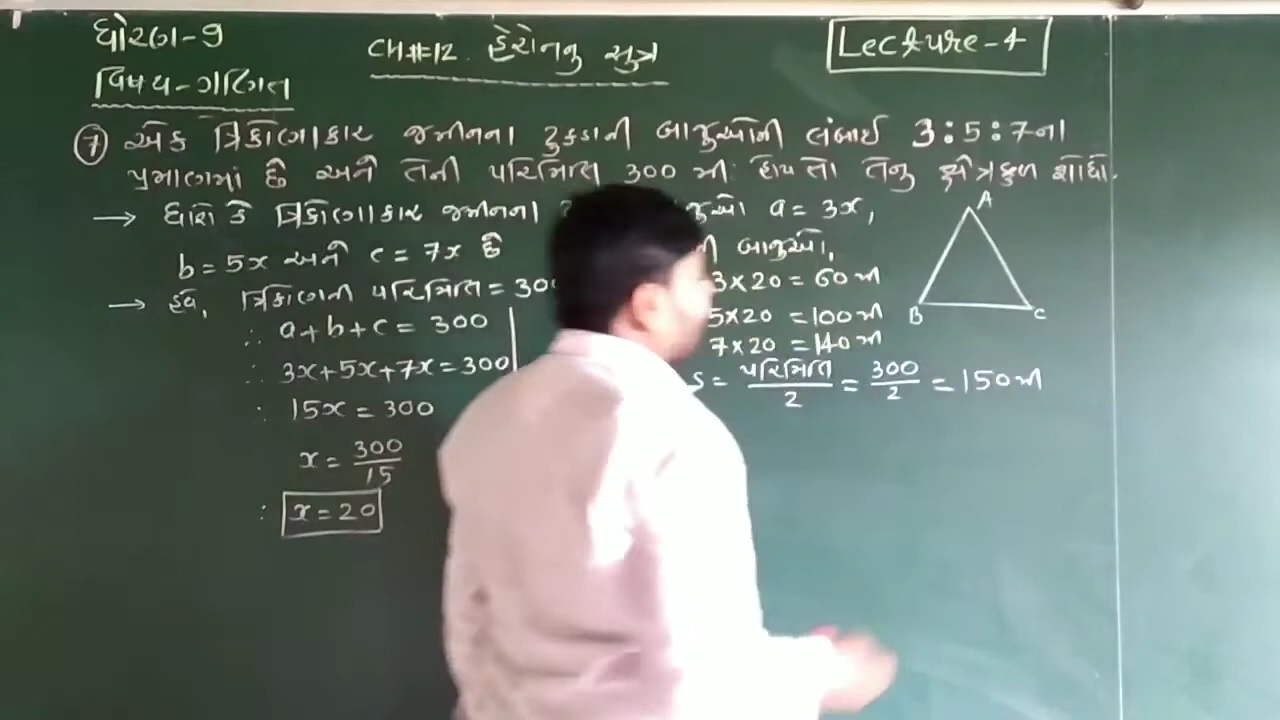 ધોરણ-9
વિષય-ગણિત
CH#12. હેરોનનુ સુત્ર
Lecture-4
7 એક ત્રિકોણાકાર જમીનના ટુકડાની બાજુઓની લંબાઈ 3:5:7ના
પ્રમાણમાં છે અને તેની પરિમિતિ 300 મી હોય તો તેનુ ક્ષેત્રફળ શોધો.
→ ધારો કે ત્રિકોણાકાર જમીનના a = 3x,
b = 5x અને c = 7x છે
→ હવે, ત્રિકોણની પરિમિતિ = 300
∴ a+b+c = 300
∴ 3x+5x+7x = 300
∴ 15x = 300
x = 300/15
∴ x = 20
બાજુઓ,
3×20 = 60 મી
5×20 = 100 મી
7×20 = 140 મી
s = પરિમિતિ/2 = 300/2 = 150 મી
A
B
C